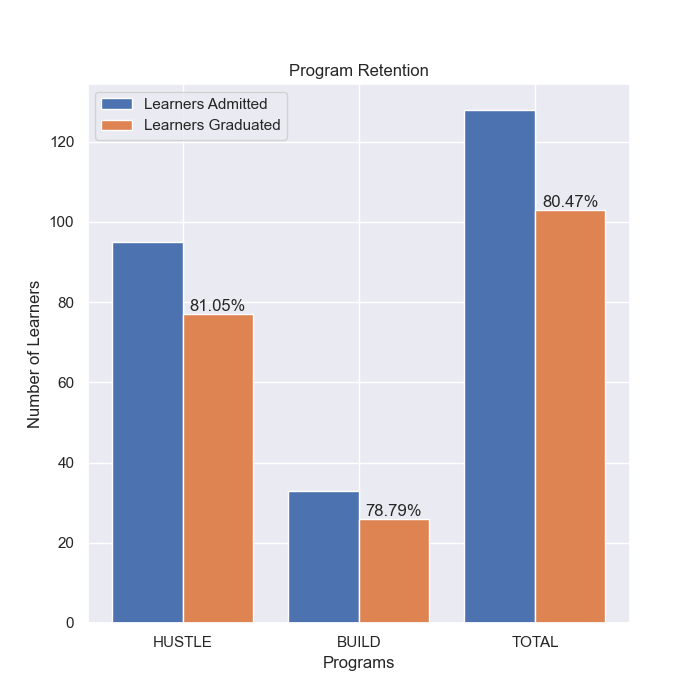 Program Retention
Learners Admitted
Learners Graduated
120
100
80
60
40
20
0
Number of Learners
81.05%
78.79%
80.47%
HUSTLE BUILD TOTAL
Programs